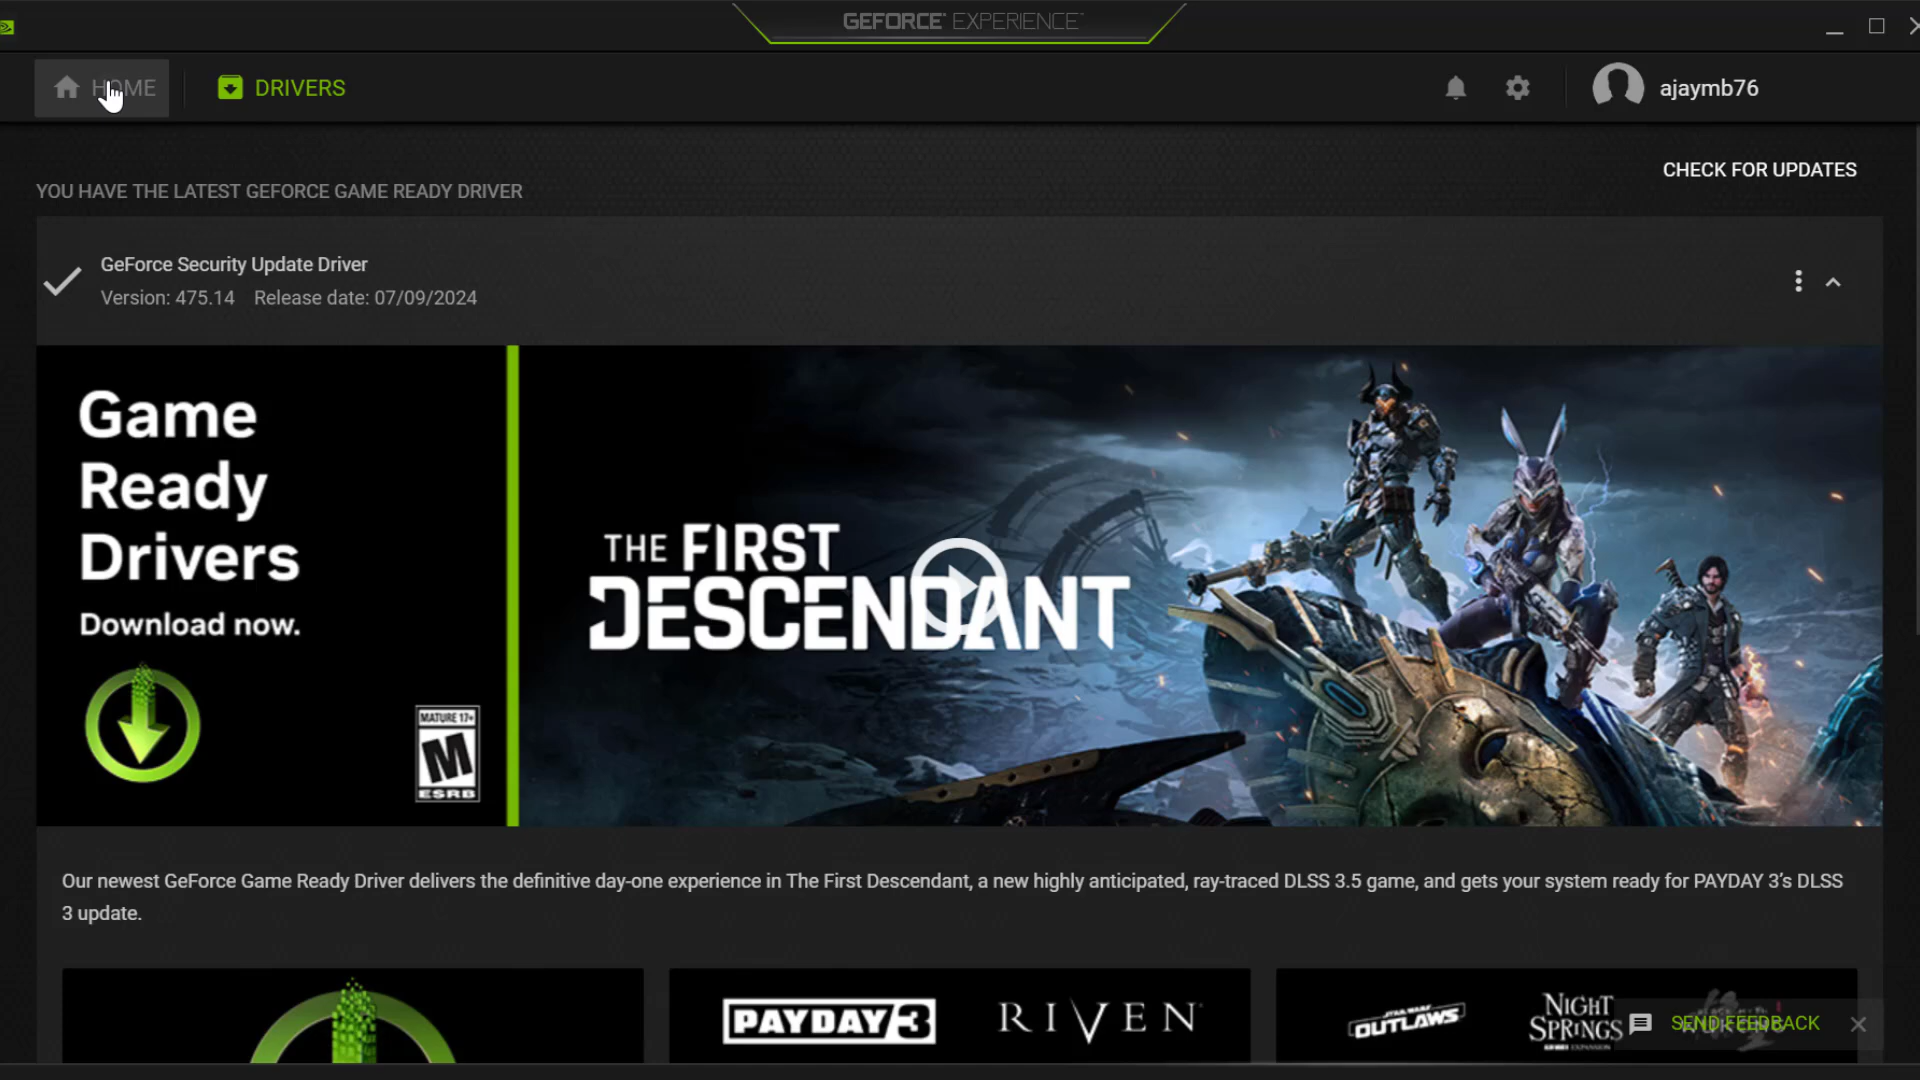 GEFORCE® EXPERIENCE™
HOME
DRIVERS
ajaymb76
CHECK FOR UPDATES
YOU HAVE THE LATEST GEFORCE GAME READY DRIVER
GeForce Security Update Driver
Version: 475.14 Release date: 07/09/2024
Game
Ready
Drivers
Download now.
MATURE 17+
M
ESRB
THE FIRST
DESCENDANT
Our newest GeForce Game Ready Driver delivers the definitive day-one experience in The First Descendant, a new highly anticipated, ray-traced DLSS 3.5 game, and gets your system ready for PAYDAY 3’s DLSS
3 update.
PAYDAY 3
RIVEN
STAR WARS
OUTLAWS
NIGHT
SPRINGS
SEND FEEDBACK